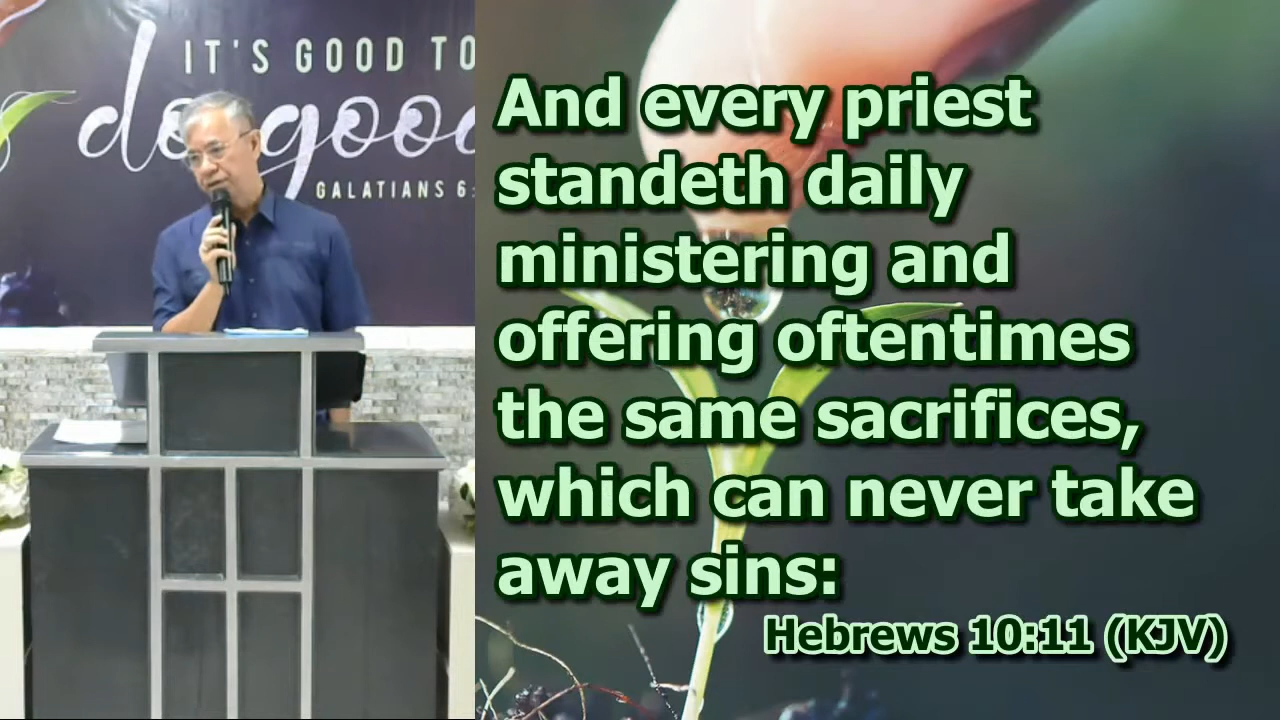 IT'S GOOD TO
do good
GALATIANS 6:
And every priest
standeth daily
ministering and
offering oftentimes
the same sacrifices,
which can never take
away sins:
Hebrews 10:11 (KJV)